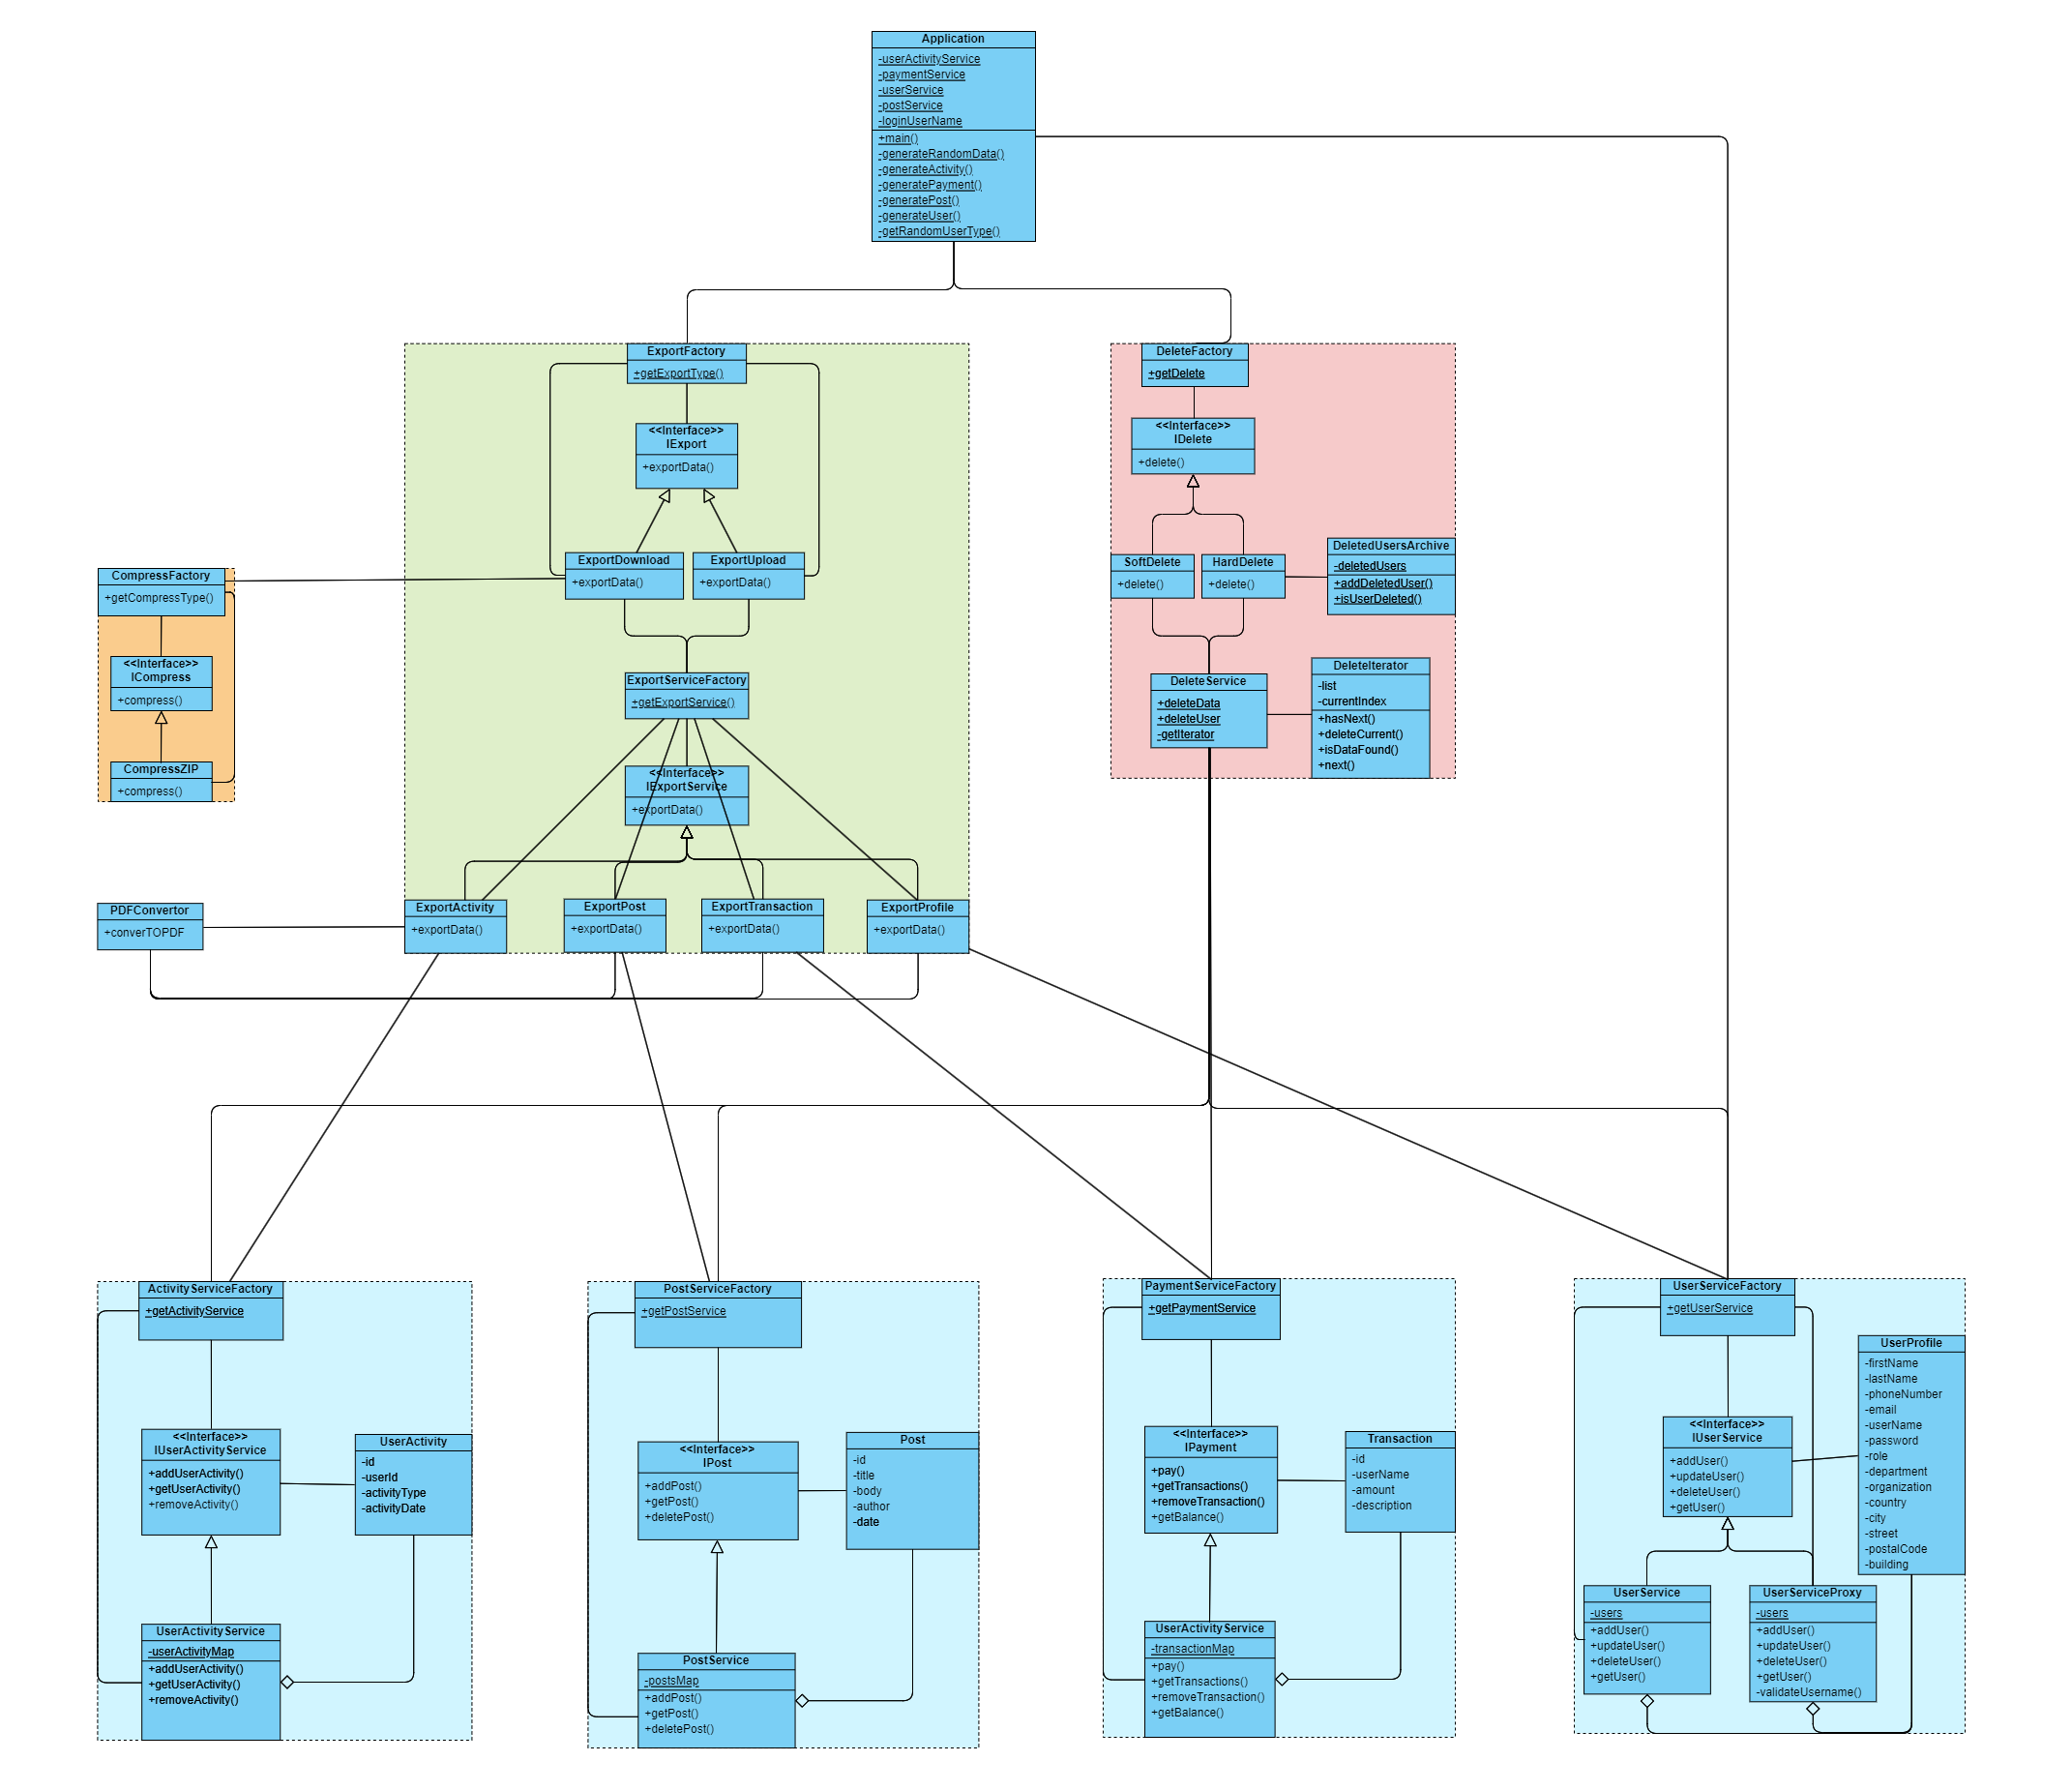 Application
-userActivityService
-paymentService
-userService
-postService
-loginUserName
+main()
-generateRandomData()
-generateActivity()
-generatePayment()
-generatePost()
-generateUser()
-getRandomUserType()
ExportFactory
+getExportType()
<<Interface>>
IExport
+exportData()
ExportDownload
+exportData()
ExportUpload
+exportData()
ExportServiceFactory
+getExportService()
<<Interface>>
IExportService
+exportData()
ExportActivity
+exportData()
ExportPost
+exportData()
ExportTransaction
+exportData()
ExportProfile
+exportData()
CompressFactory
+getCompressType()
<<Interface>>
ICompress
+compress()
CompressZIP
+compress()
PDFConvertor
+converTOPDF
DeleteFactory
+getDelete
<<Interface>>
IDelete
+delete()
SoftDelete
+delete()
HardDelete
+delete()
DeletedUsersArchive
-deletedUsers
+addDeletedUser()
+isUserDeleted()
DeleteService
+deleteData
+deleteUser
-getIterator
DeleteIterator
-list
-currentIndex
+hasNext()
+deleteCurrent()
+isDataFound()
+next()
ActivityServiceFactory
+getActivityService
<<Interface>>
IUserActivityService
+addUserActivity()
+getUserActivity()
+removeActivity()
UserActivity
-id
-userId
-activityType
-activityDate
UserActivityService
-userActivityMap
+addUserActivity()
+getUserActivity()
+removeActivity()
PostServiceFactory
+getPostService
<<Interface>>
IPost
+addPost()
+getPost()
+deletePost()
Post
-id
-title
-body
-author
-date
PostService
-postsMap
+addPost()
+getPost()
+deletePost()
PaymentServiceFactory
+getPaymentService
<<Interface>>
IPayment
+pay()
+getTransactions()
+removeTransaction()
+getBalance()
Transaction
-id
-userName
-amount
-description
UserActivityService
-transactionMap
+pay()
+getTransactions()
+removeTransaction()
+getBalance()
UserServiceFactory
+getUserService
<<Interface>>
IUserService
+addUser()
+updateUser()
+deleteUser()
+getUser()
UserProfile
-firstName
-lastName
-phoneNumber
-email
-userName
-password
-role
-department
-organization
-country
-city
-street
-postalCode
-building
UserService
-users
+addUser()
+updateUser()
+deleteUser()
+getUser()
UserServiceProxy
-users
+addUser()
+updateUser()
+deleteUser()
+getUser()
-validateUsername()